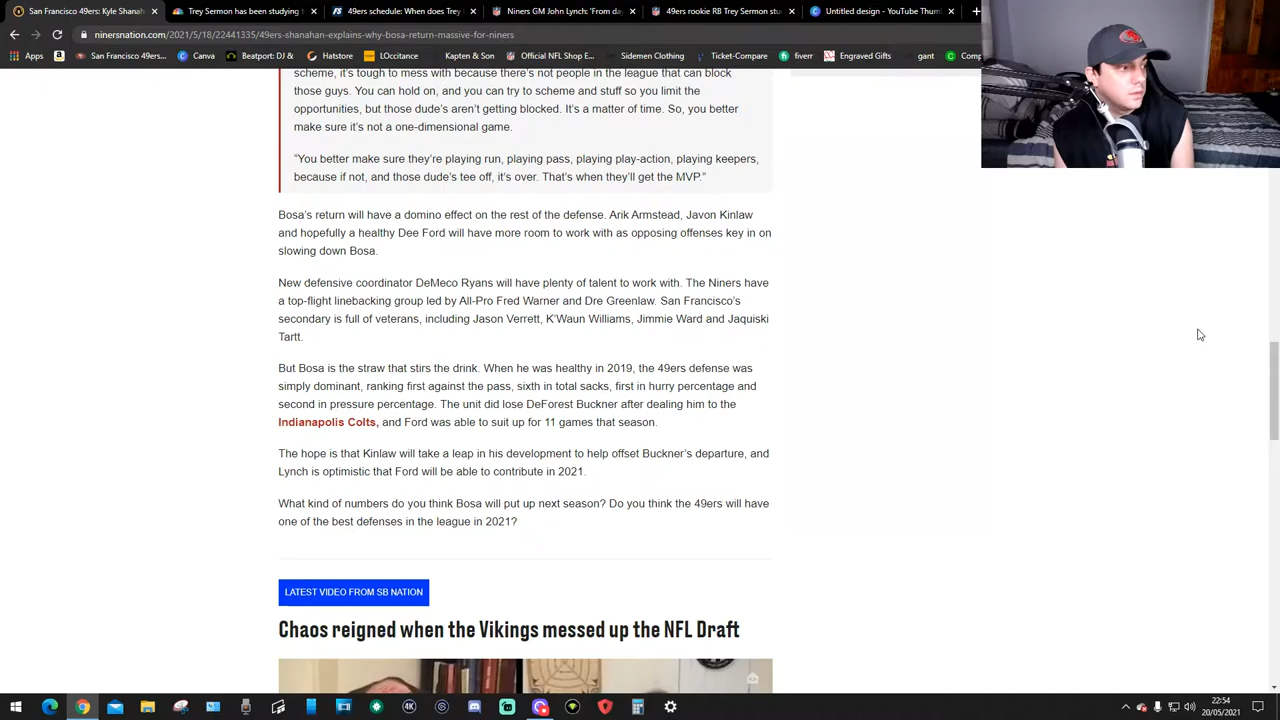 San Francisco 49ers: Kyle Shanah
Trey Sermon has been studying t
49ers schedule: When does Trey
Niners GM John Lynch: 'From day
49ers rookie RB Trey Sermon stu
Untitled design - YouTube Thum
ninersnation.com/2021/5/18/22441335/49ers-shanahan-explains-why-bosa-return-massive-for-niners
Apps
San Francisco 49ers...
Canva
Beatport: DJ &
Hatstore
LOccitance
Kapten & Son
Official NFL Shop E...
Sidemen Clothing
Ticket-Compare
fiverr
Engraved Gifts
gant
Comp
scheme, it's tough to mess with because there's not people in the league that can block
those guys. You can hold on, and you can try to scheme and stuff so you limit the
opportunities, but those dude's aren't getting blocked. It's a matter of time. So, you better
make sure it's not a one-dimensional game.
"You better make sure they're playing run, playing pass, playing play-action, playing keepers,
because if not, and those dude's tee off, it's over. That's when they'll get the MVP."
Bosa's return will have a domino effect on the rest of the defense. Arik Armstead, Javon Kinlaw
and hopefully a healthy Dee Ford will have more room to work with as opposing offenses key in on
slowing down Bosa.
New defensive coordinator DeMeco Ryans will have plenty of talent to work with. The Niners have
a top-flight linebacking group led by All-Pro Fred Warner and Dre Greenlaw. San Francisco's
secondary is full of veterans, including Jason Verrett, K'Waun Williams, Jimmie Ward and Jaquiski
Tartt.
But Bosa is the straw that stirs the drink. When he was healthy in 2019, the 49ers defense was
simply dominant, ranking first against the pass, sixth in total sacks, first in hurry percentage and
second in pressure percentage. The unit did lose DeForest Buckner after dealing him to the
Indianapolis Colts, and Ford was able to suit up for 11 games that season.
The hope is that Kinlaw will take a leap in his development to help offset Buckner's departure, and
Lynch is optimistic that Ford will be able to contribute in 2021.
What kind of numbers do you think Bosa will put up next season? Do you think the 49ers will have
one of the best defenses in the league in 2021?
LATEST VIDEO FROM SB NATION
Chaos reigned when the Vikings messed up the NFL Draft
4K
22:54
20/05/2021